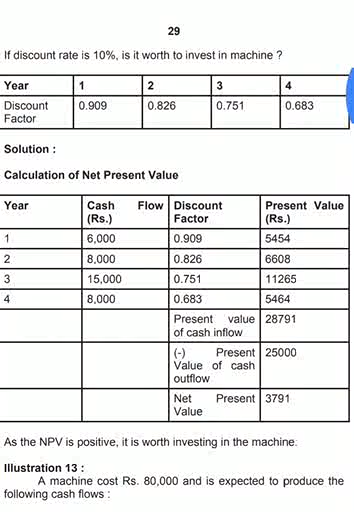 29
If discount rate is 10%, is it worth to invest in machine ?
Year 1 2 3 4
Discount Factor 0.909 0.826 0.751 0.683
Solution :
Calculation of Net Present Value
Year Cash Flow (Rs.) Discount Factor Present Value (Rs.)
1 6,000 0.909 5454
2 8,000 0.826 6608
3 15,000 0.751 11265
4 8,000 0.683 5464
Present value of cash inflow 28791
(-) Present Value of cash outflow 25000
Net Present Value 3791
As the NPV is positive, it is worth investing in the machine.
Illustration 13 :
A machine cost Rs. 80,000 and is expected to produce the
following cash flows :